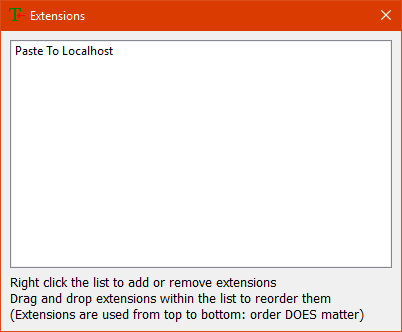 Extensions
Paste To Localhost
Right click the list to add or remove extensions
Drag and drop extensions within the list to reorder them
(Extensions are used from top to bottom: order DOES matter)